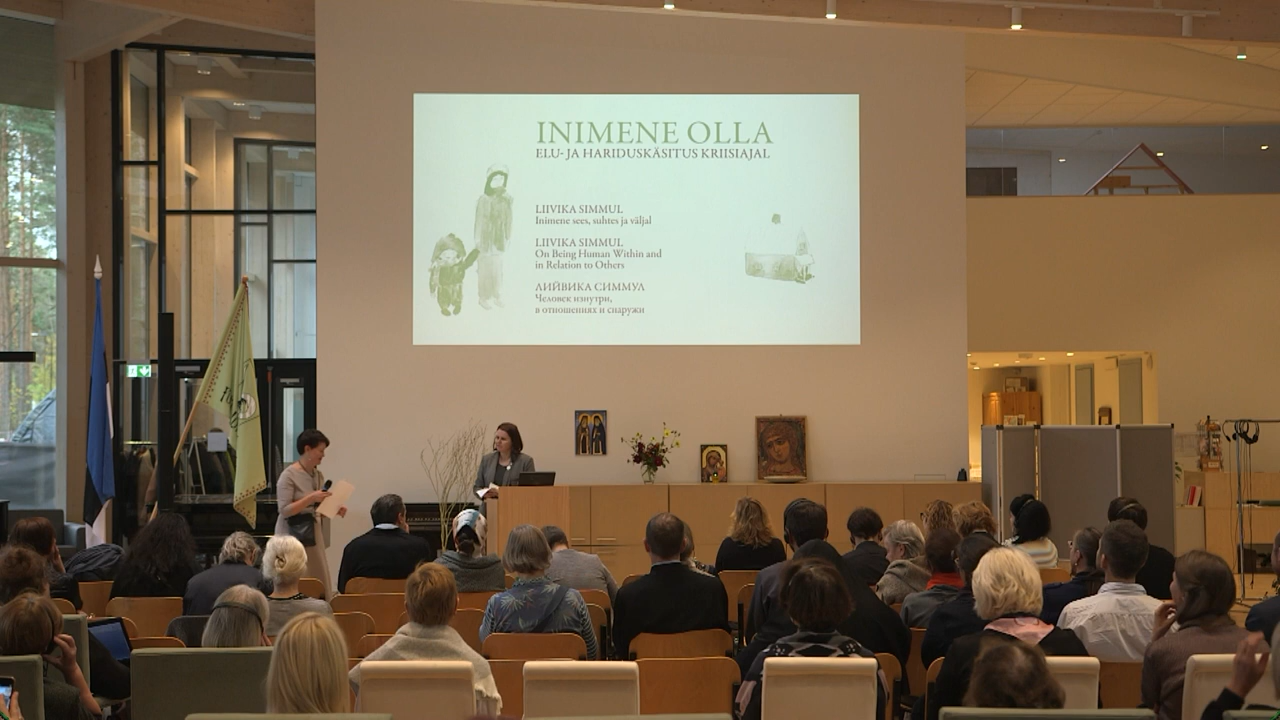 INIMENE OLLA
ELU- JA HARIDUSKÄSITUS KRIISIAJAL
LIIVIKA SIMMUL
Inimene sees, suhtes ja väljal
LIIVIKA SIMMUL
On Being Human Within and
in Relation to Others
ЛИЙВИКА СИММУЛ
Человек изнутри,
в отношениях и снаружи